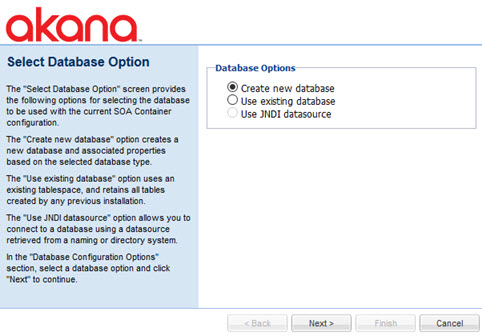 akana
Select Database Option
The "Select Database Option" screen provides
the following options for selecting the database
to be used with the current SOA Container
configuration.
The "Create new database" option creates a
new database and associated properties
based on the selected database type.
The "Use existing database" option uses an
existing tablespace, and retains all tables
created by any previous installation.
The "Use JNDI datasource" option allows you to
connect to a database using a datasource
retrieved from a naming or directory system.
In the "Database Configuration Options"
section, select a database option and click
"Next" to continue.
Database Options
Create new database
Use existing database
Use JNDI datasource
< Back Next > Finish Cancel